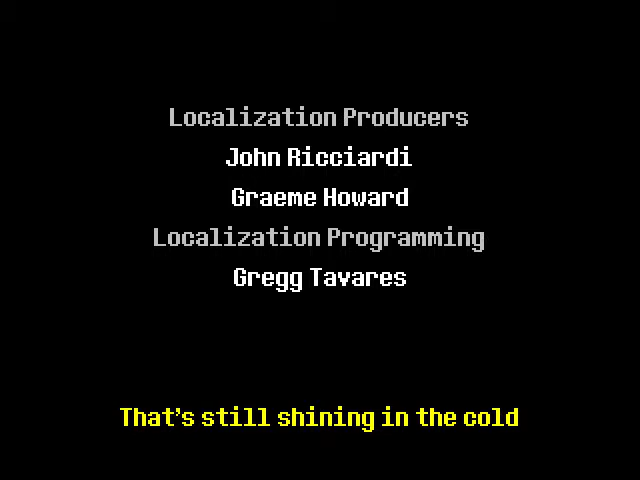 Localization Producers
John Ricciardi
Graeme Howard
Localization Programming
Gregg Tavares
That's still shining in the cold